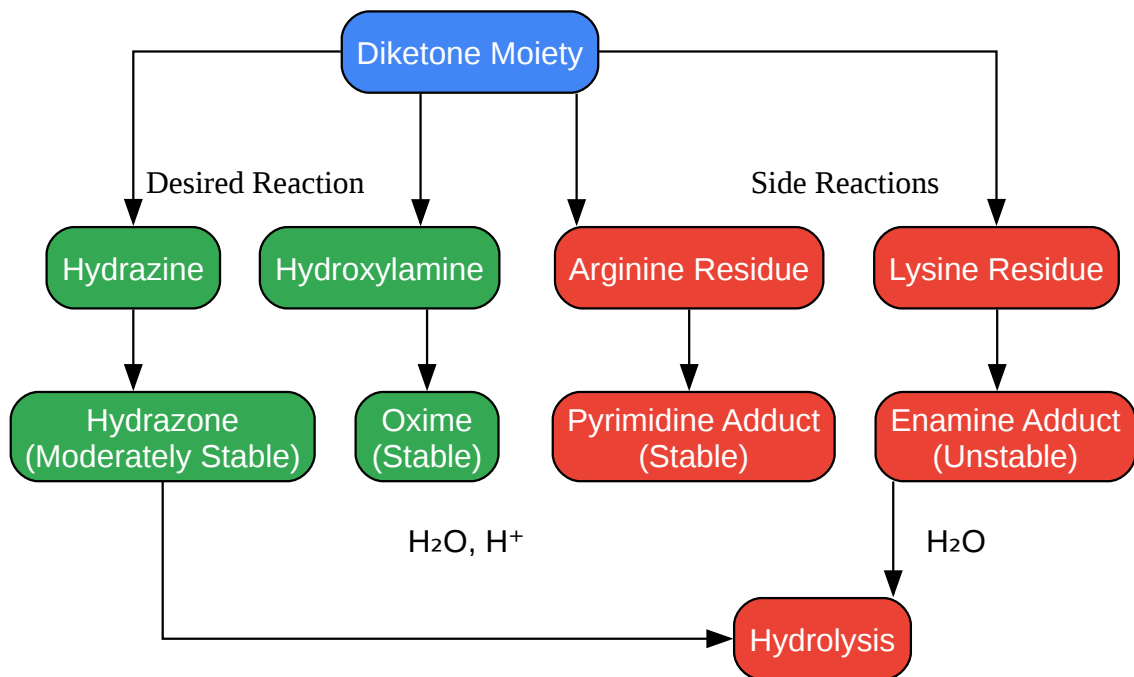 Diketone Moiety
Desired Reaction
Side Reactions
Hydrazine
Hydroxylamine
Arginine Residue
Lysine Residue
Hydrazone
(Moderately Stable)
Oxime
(Stable)
Pyrimidine Adduct
(Stable)
Enamine Adduct
(Unstable)
H₂O, H⁺
H₂O
Hydrolysis